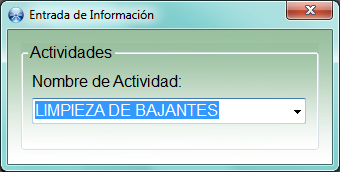 Entrada de Información
Actividades
Nombre de Actividad:
LIMPIEZA DE BAJANTES